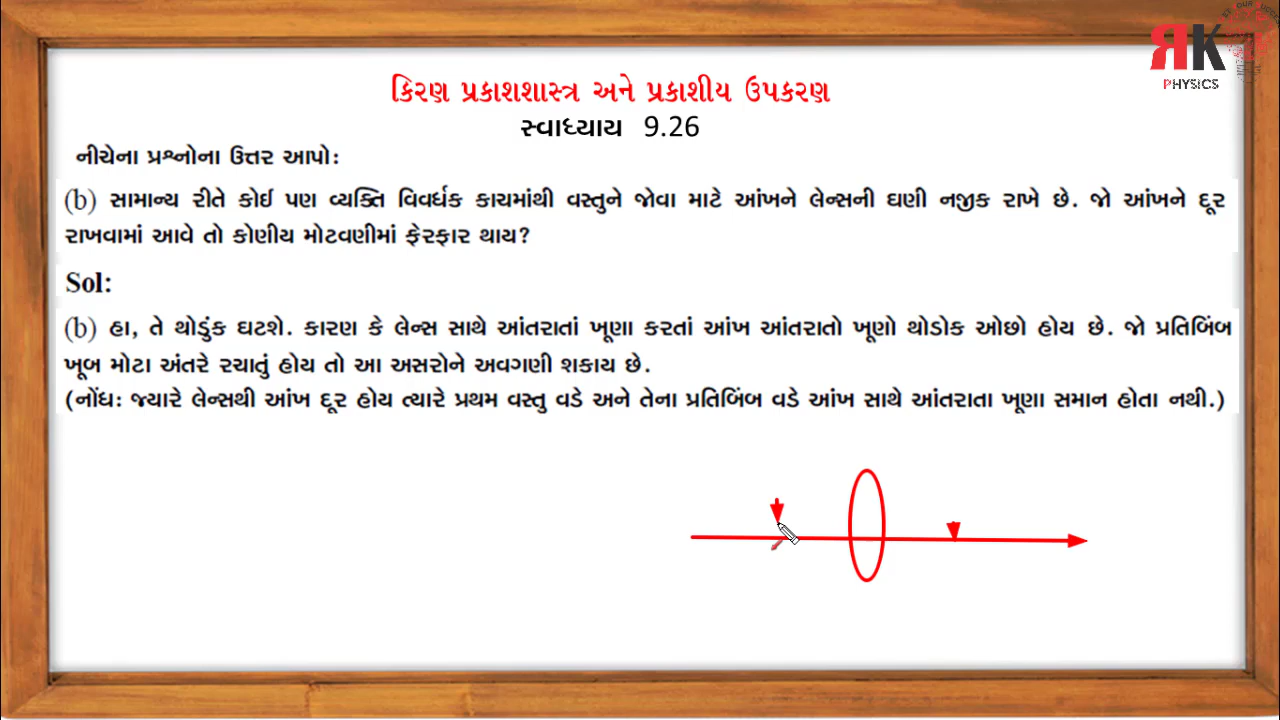 ЯK
PHYSICS
કિરણ પ્રકાશશાસ્ત્ર અને પ્રકાશીય ઉપકરણ
સ્વાધ્યાય 9.26
નીચેના પ્રશ્નોના ઉત્તર આપો:
(b) સામાન્ય રીતે કોઈ પણ વ્યક્તિ વિવર્ધક કાચમાંથી વસ્તુને જોવા માટે આંખને લેન્સની ઘણી નજીક રાખે છે. જો આંખને દૂર
રાખવામાં આવે તો કોણીય મોટવણીમાં ફેરફાર થાય?
Sol:
(b) હા, તે થોડુંક ઘટશે. કારણ કે લેન્સ સાથે આંતરાતાં ખૂણા કરતાં આંખ આંતરાતો ખૂણો થોડોક ઓછો હોય છે. જો પ્રતિબિંબ
ખૂબ મોટા અંતરે રચાતું હોય તો આ અસરોને અવગણી શકાય છે.
(નોંધ: જ્યારે લેન્સથી આંખ દૂર હોય ત્યારે પ્રથમ વસ્તુ વડે અને તેના પ્રતિબિંબ વડે આંખ સાથે આંતરાતા ખૂણા સમાન હોતા નથી.)